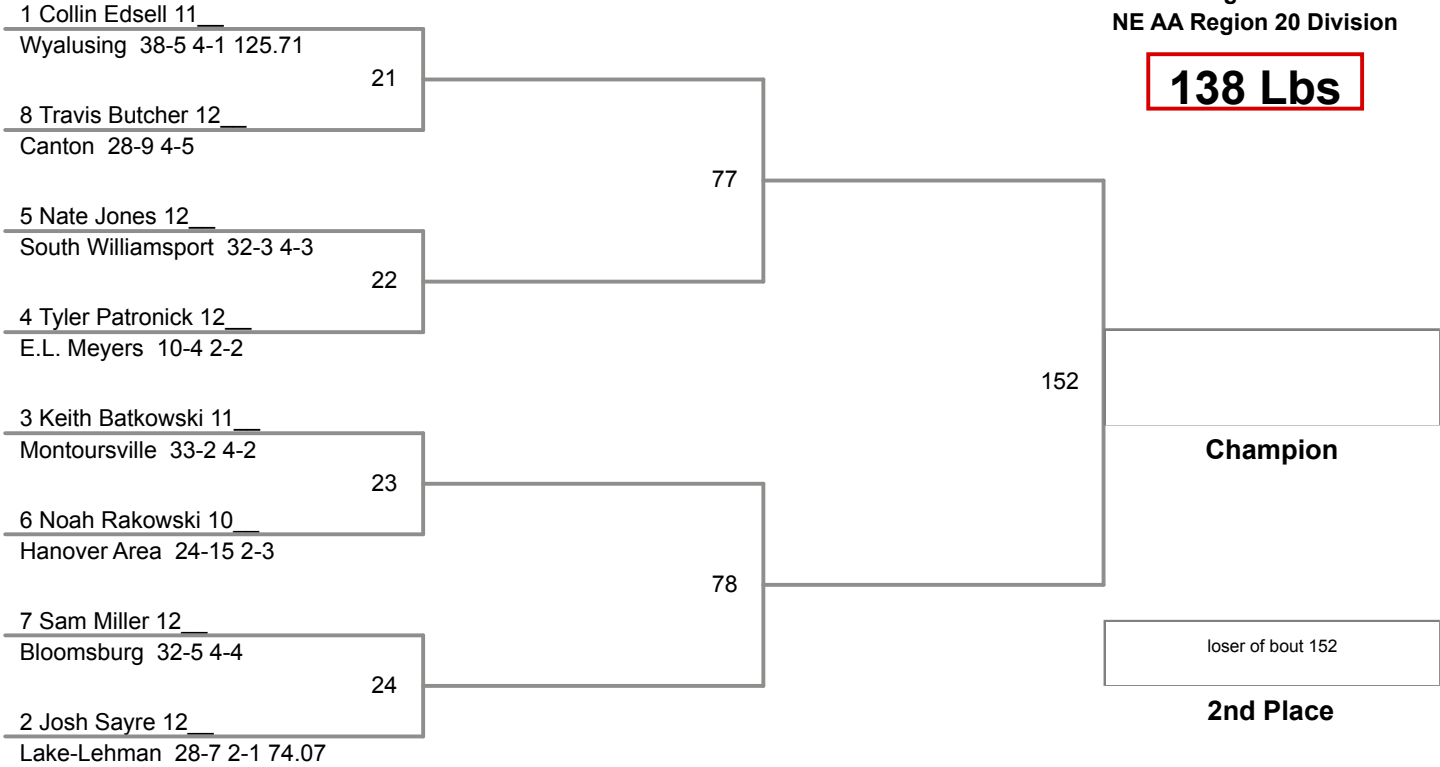 1 Collin Edsell 11__
Wyalusing 38-5 4-1 125.71
21
8 Travis Butcher 12__
Canton 28-9 4-5
77
5 Nate Jones 12__
South Williamsport 32-3 4-3
22
4 Tyler Patronick 12__
E.L. Meyers 10-4 2-2
152
3 Keith Batkowski 11__
Montoursville 33-2 4-2
23
6 Noah Rakowski 10__
Hanover Area 24-15 2-3
78
7 Sam Miller 12__
Bloomsburg 32-5 4-4
24
2 Josh Sayre 12__
Lake-Lehman 28-7 2-1 74.07
NE AA Region 20 Division
138 Lbs
Champion
loser of bout 152
2nd Place